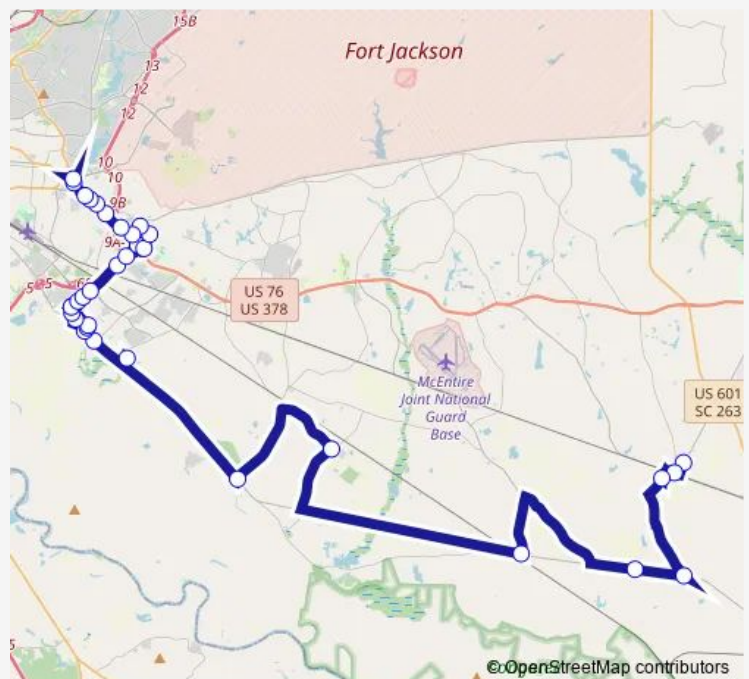 15B
Fort Jackson
13
12
12
10
10
9B
9A
5
5
US 76
US 378
McEntire
Joint National
Guard
Base
US 601
SC 263
5
© OpenStreetMap contributors